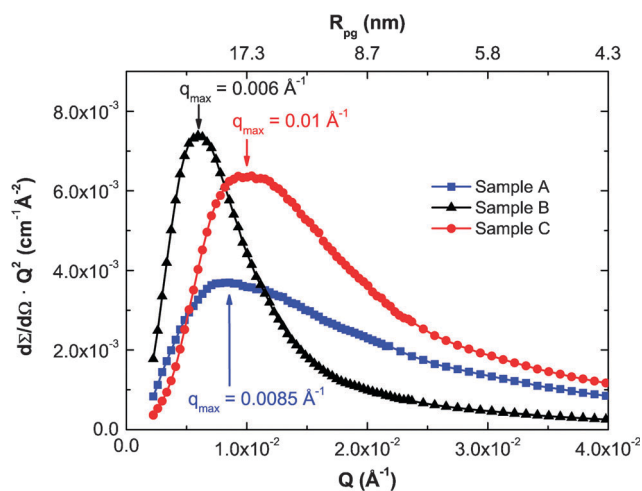 R_pg (nm)
17.3 8.7 5.8 4.3
8.0x10⁻³
6.0x10⁻³
4.0x10⁻³
2.0x10⁻³
0.0
dΣ/dΩ · Q² (cm⁻¹Å⁻²)
q_max = 0.006 Å⁻¹
q_max = 0.01 Å⁻¹
Sample A
Sample B
Sample C
q_max = 0.0085 Å⁻¹
0.0 1.0x10⁻² 2.0x10⁻² 3.0x10⁻² 4.0x10⁻²
Q (Å⁻¹)